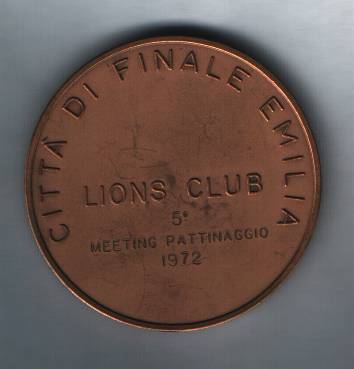 CITTÀ DI FINALE EMILIA
LIONS CLUB
5°
MEETING PATTINAGGIO
1972